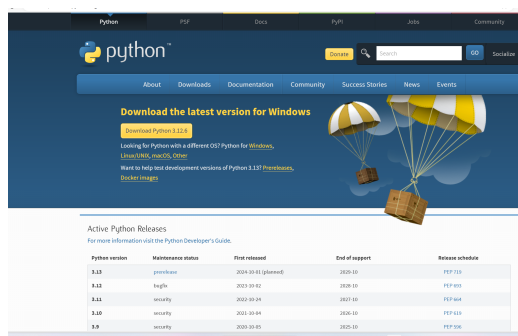 Python PSF Docs PyPI Jobs Community
python™
Donate Search GO Socialize
About Downloads Documentation Community Success Stories News Events
Download the latest version for Windows
Download Python 3.12.6
Looking for Python with a different OS? Python for Windows,
Linux/UNIX, macOS, Other
Want to help test development versions of Python 3.13? Prereleases,
Docker images
Active Python Releases
For more information visit the Python Developer's Guide.
Python version Maintenance status First released End of support Release schedule
3.13 prerelease 2024-10-01 (planned) 2029-10 PEP 719
3.12 bugfix 2023-10-02 2028-10 PEP 693
3.11 security 2022-10-24 2027-10 PEP 664
3.10 security 2021-10-04 2026-10 PEP 619
3.9 security 2020-10-05 2025-10 PEP 596